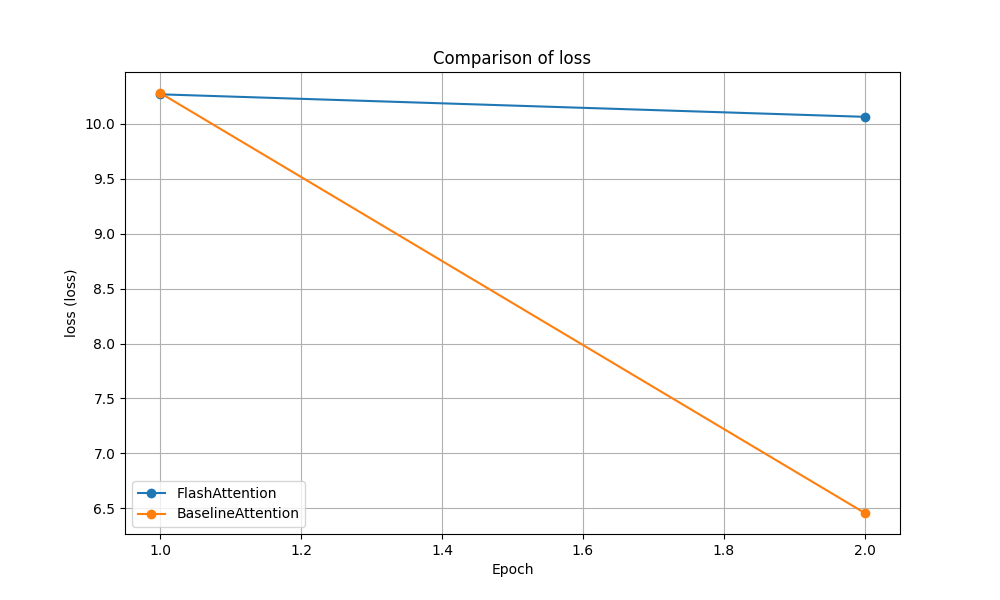 Comparison of loss
loss (loss)
10.0
9.5
9.0
8.5
8.0
7.5
7.0
6.5
FlashAttention
BaselineAttention
1.0 1.2 1.4 1.6 1.8 2.0
Epoch